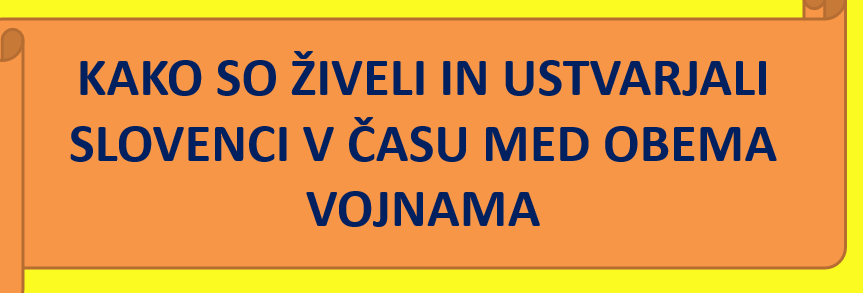 KAKO SO ŽIVELI IN USTVARJALI
SLOVENCI V ČASU MED OBEMA
VOJNAMA